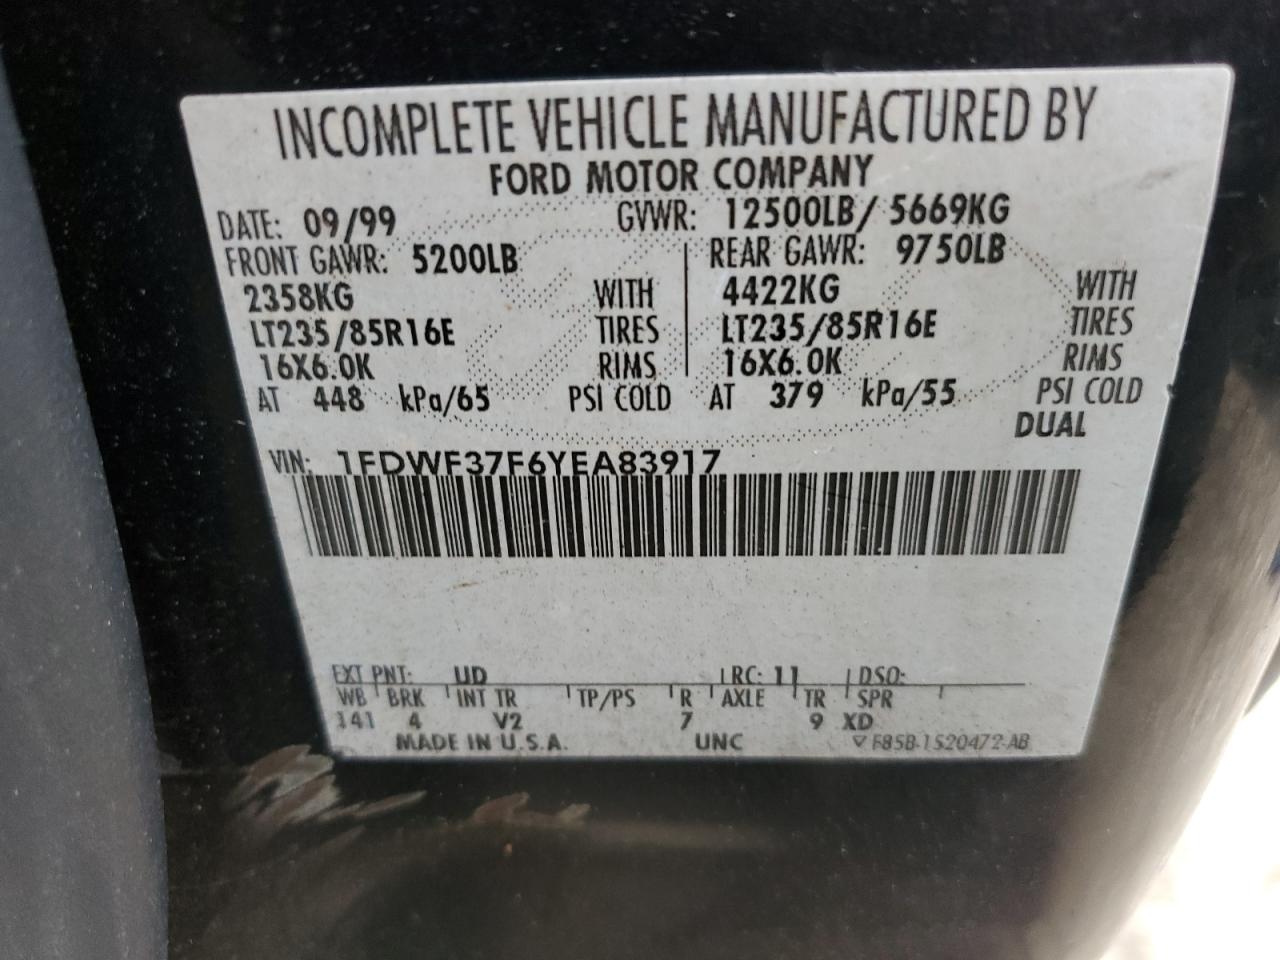 INCOMPLETE VEHICLE MANUFACTURED BY
FORD MOTOR COMPANY
DATE: 09/99 GVWR: 12500LB/ 5669KG
FRONT GAWR: 5200LB REAR GAWR: 9750LB
2358KG WITH 4422KG WITH
LT235/85R16E TIRES LT235/85R16E TIRES
16X6.0K RIMS 16X6.0K RIMS
AT 448 kPa/65 PSI COLD AT 379 kPa/55 PSI COLD
DUAL
VIN: 1FDWF37F6YEA83917
EXT PNT: UD RC: 11 DSO:
WB BRK INT TR TP/PS R AXLE TR SPR
141 4 V2 7 9 XD
MADE IN U.S.A. UNC F85B-1520472-AB